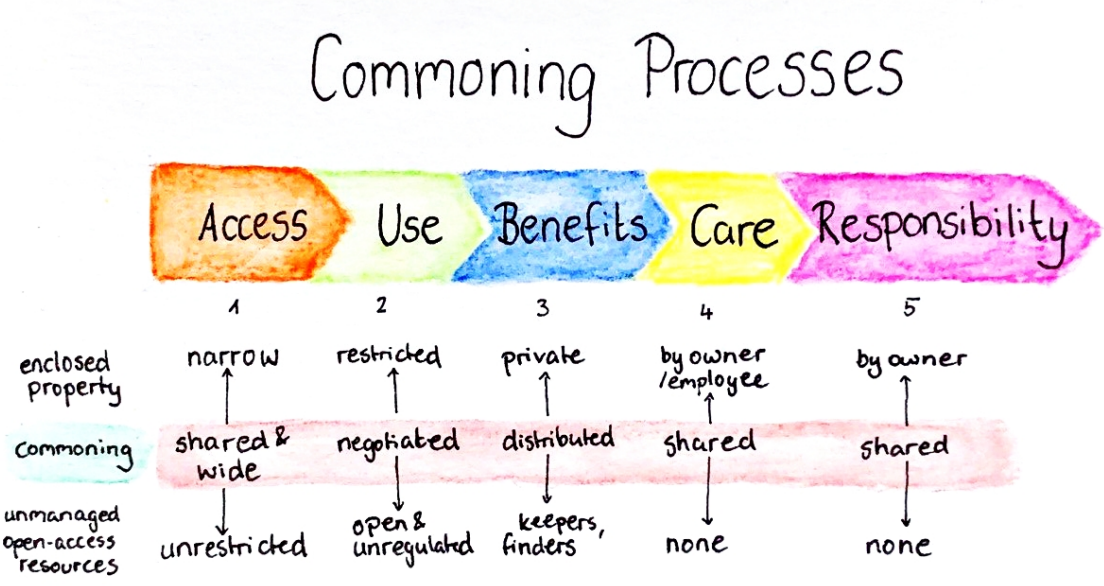 Commoning Processes
Access Use Benefits Care Responsibility
1 2 3 4 5
enclosed
property
narrow
restricted
private
by owner
/employee
by owner
commoning
shared &
wide
negotiated
distributed
shared
shared
unmanaged
open-access
resources
unrestricted
open &
unregulated
keepers,
finders
none
none